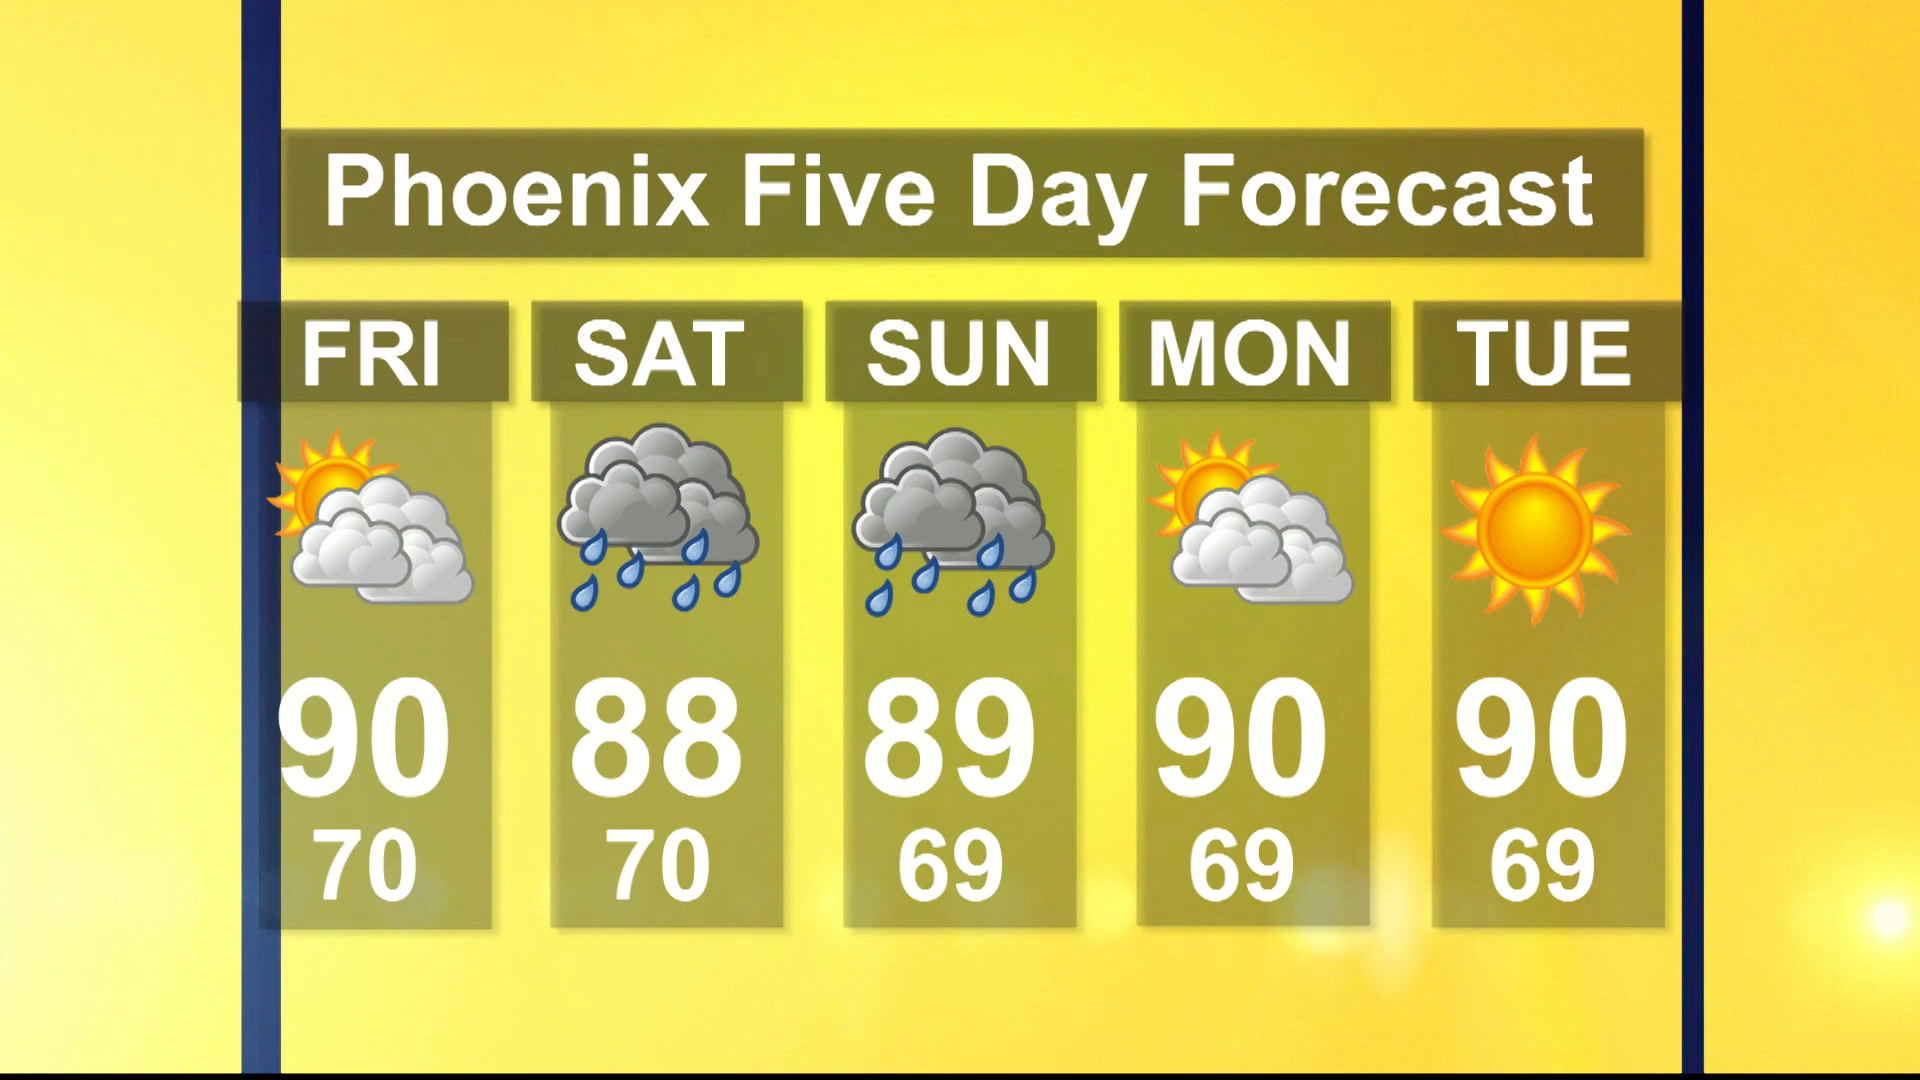 Phoenix Five Day Forecast
FRI SAT SUN MON TUE
90 88 89 90 90
70 70 69 69 69